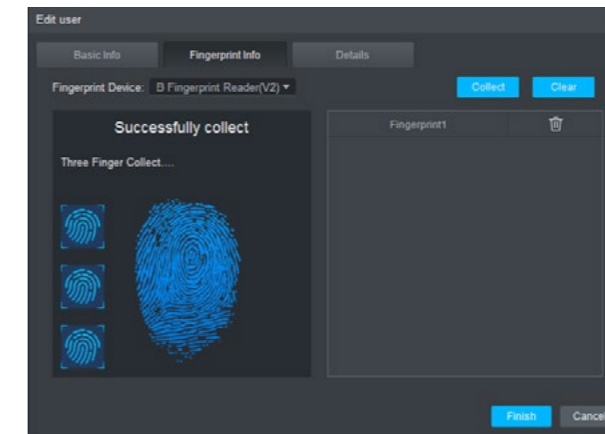 Edit user
Basic Info Fingerprint Info Details
Fingerprint Device: B Fingerprint Reader(V2) Collect Clear
Successfully collect
Three Finger Collect....
Fingerprint1
Finish Cancel